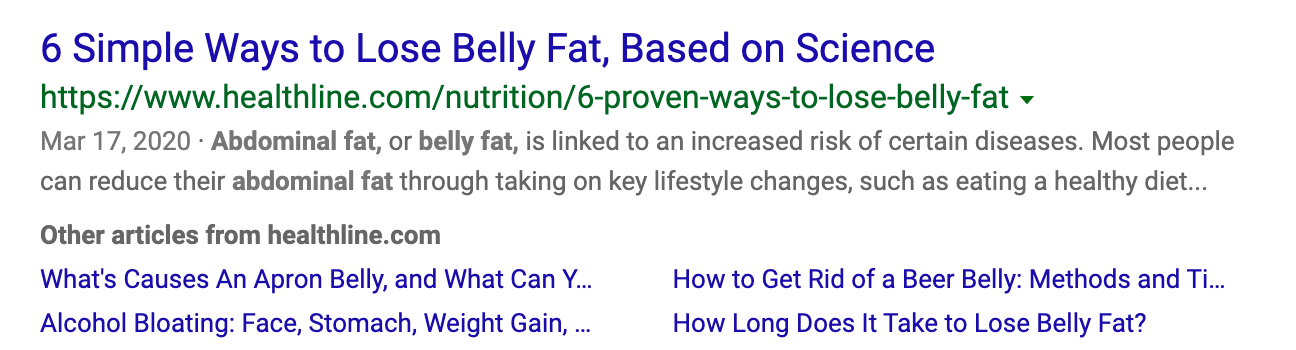 6 Simple Ways to Lose Belly Fat, Based on Science
https://www.healthline.com/nutrition/6-proven-ways-to-lose-belly-fat
Mar 17, 2020 · Abdominal fat, or belly fat, is linked to an increased risk of certain diseases. Most people
can reduce their abdominal fat through taking on key lifestyle changes, such as eating a healthy diet...
Other articles from healthline.com
What's Causes An Apron Belly, and What Can Y...
How to Get Rid of a Beer Belly: Methods and Ti...
Alcohol Bloating: Face, Stomach, Weight Gain, ...
How Long Does It Take to Lose Belly Fat?